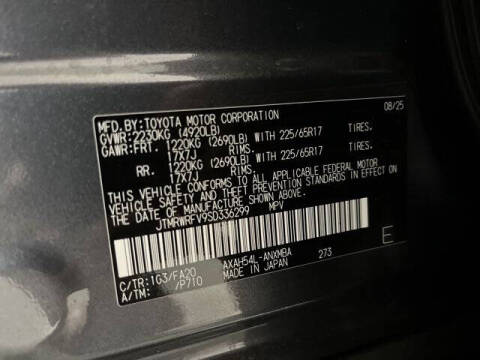 MFD.BY:TOYOTA MOTOR CORPORATION 08/25
GVWR:2230KG (4920LB)
GAWR:FRT. 1220KG (2690LB) WITH 225/65R17 TIRES.
17X7J RIMS.
RR. 1220KG (2690LB) WITH 225/65R17 TIRES.
17X7J RIMS.
THIS VEHICLE CONFORMS TO ALL APPLICABLE FEDERAL MOTOR
VEHICLE SAFETY AND THEFT PREVENTION STANDARDS IN EFFECT
ON THE DATE OF MANUFACTURE SHOWN ABOVE.
JTMRWRFV9SD336299 MPV
C/TR:1G3/FA20 AXAH54L-ANXMBA 273
A/TM: /P710 MADE IN JAPAN
E